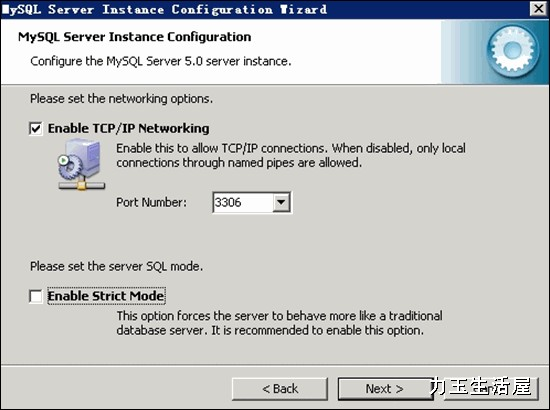 MySQL Server Instance Configuration Wizard
MySQL Server Instance Configuration
Configure the MySQL Server 5.0 server instance.
Please set the networking options.
Enable TCP/IP Networking
Enable this to allow TCP/IP connections. When disabled, only local
connections through named pipes are allowed.
Port Number: 3306
Please set the server SQL mode.
Enable Strict Mode
This option forces the server to behave more like a traditional
database server. It is recommended to enable this option.
< Back Next >
力玉生活屋